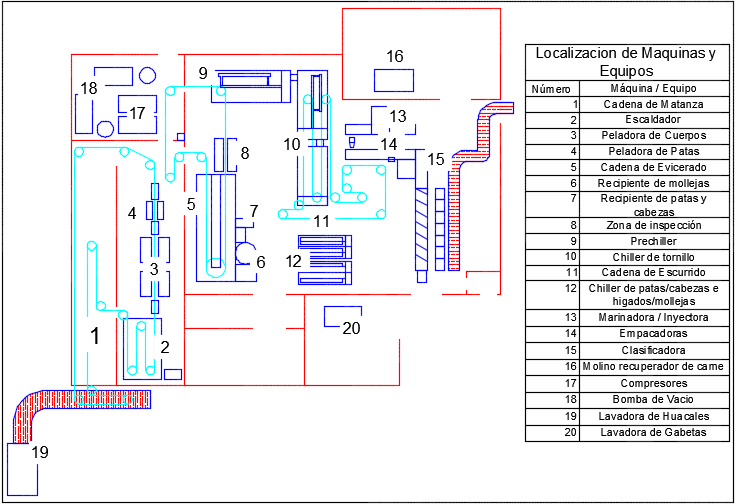 Localizacion de Maquinas y
Equipos
Número Máquina / Equipo
1 Cadena de Matanza
2 Escaldador
3 Peladora de Cuerpos
4 Peladora de Patas
5 Cadena de Evicerado
6 Recipiente de mollejas
7 Recipiente de patas y
cabezas
8 Zona de inspección
9 Prechiller
10 Chiller de tornillo
11 Cadena de Escurrido
12 Chiller de patas/cabezas e
higados/mollejas
13 Marinadora / Inyectora
14 Empacadoras
15 Clasificadora
16 Molino recuperador de carne
17 Compresores
18 Bomba de Vacio
19 Lavadora de Huacales
20 Lavadora de Gabetas
16
9
18
17
13
10
14
8
15
4
5
7
11
3
6
12
1
2
20
19